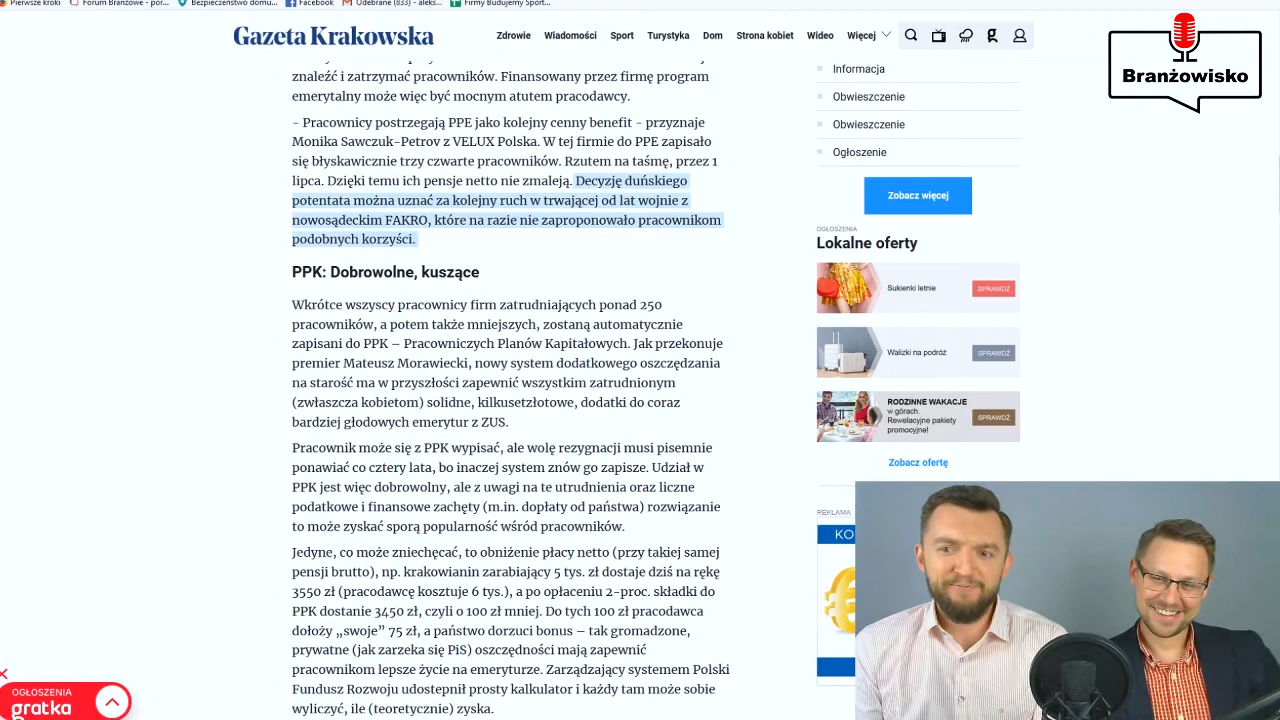 Pierwsze kroki
Forum Branżowe - por...
Bezpieczeństwo domu...
Facebook
Odebrane (833) - aleks...
Firmy Budujemy Sport...
Gazeta Krakowska
Zdrowie
Wiadomości
Sport
Turystyka
Dom
Strona kobiet
Wideo
Więcej
Branżowisko
znaleźć i zatrzymać pracowników. Finansowany przez firmę program
emerytalny może więc być mocnym atutem pracodawcy.
- Pracownicy postrzegają PPE jako kolejny cenny benefit - przyznaje
Monika Sawczuk-Petrov z VELUX Polska. W tej firmie do PPE zapisało
się błyskawicznie trzy czwarte pracowników. Rzutem na taśmę, przez 1
lipca. Dzięki temu ich pensje netto nie zmaleją. Decyzję duńskiego
potentata można uznać za kolejny ruch w trwającej od lat wojnie z
nowosądeckim FAKRO, które na razie nie zaproponowało pracownikom
podobnych korzyści.
PPK: Dobrowolne, kuszące
Wkrótce wszyscy pracownicy firm zatrudniających ponad 250
pracowników, a potem także mniejszych, zostaną automatycznie
zapisani do PPK – Pracowniczych Planów Kapitałowych. Jak przekonuje
premier Mateusz Morawiecki, nowy system dodatkowego oszczędzania
na starość ma w przyszłości zapewnić wszystkim zatrudnionym
(zwłaszcza kobietom) solidne, kilkusetzłotowe, dodatki do coraz
bardziej głodowych emerytur z ZUS.
Pracownik może się z PPK wypisać, ale wolę rezygnacji musi pisemnie
ponawiać co cztery lata, bo inaczej system znów go zapisze. Udział w
PPK jest więc dobrowolny, ale z uwagi na te utrudnienia oraz liczne
podatkowe i finansowe zachęty (m.in. dopłaty od państwa) rozwiązanie
to może zyskać sporą popularność wśród pracowników.
Jedyne, co może zniechęcać, to obniżenie płacy netto (przy takiej samej
pensji brutto), np. krakowianin zarabiający 5 tys. zł dostaje dziś na rękę
3550 zł (pracodawcę kosztuje 6 tys.), a po opłaceniu 2-proc. składki do
PPK dostanie 3450 zł, czyli o 100 zł mniej. Do tych 100 zł pracodawca
dołoży „swoje” 75 zł, a państwo dorzuci bonus – tak gromadzone,
prywatne (jak zarzeka się PiS) oszczędności mają zapewnić
pracownikom lepsze życie na emeryturze. Zarządzający systemem Polski
Fundusz Rozwoju udostępnił prosty kalkulator i każdy tam może sobie
wyliczyć, ile (teoretycznie) zyska.
Informacja
Obwieszczenie
Obwieszczenie
Ogłoszenie
Zobacz więcej
OGŁOSZENIA
Lokalne oferty
Sukienki letnie
SPRAWDŹ
Walizki na podróż
SPRAWDŹ
RODZINNE WAKACJE
w górach.
Rewelacyjne pakiety
promocyjne!
SPRAWDŹ
Zobacz ofertę
REKLAMA
KO
OGŁOSZENIA
gratka